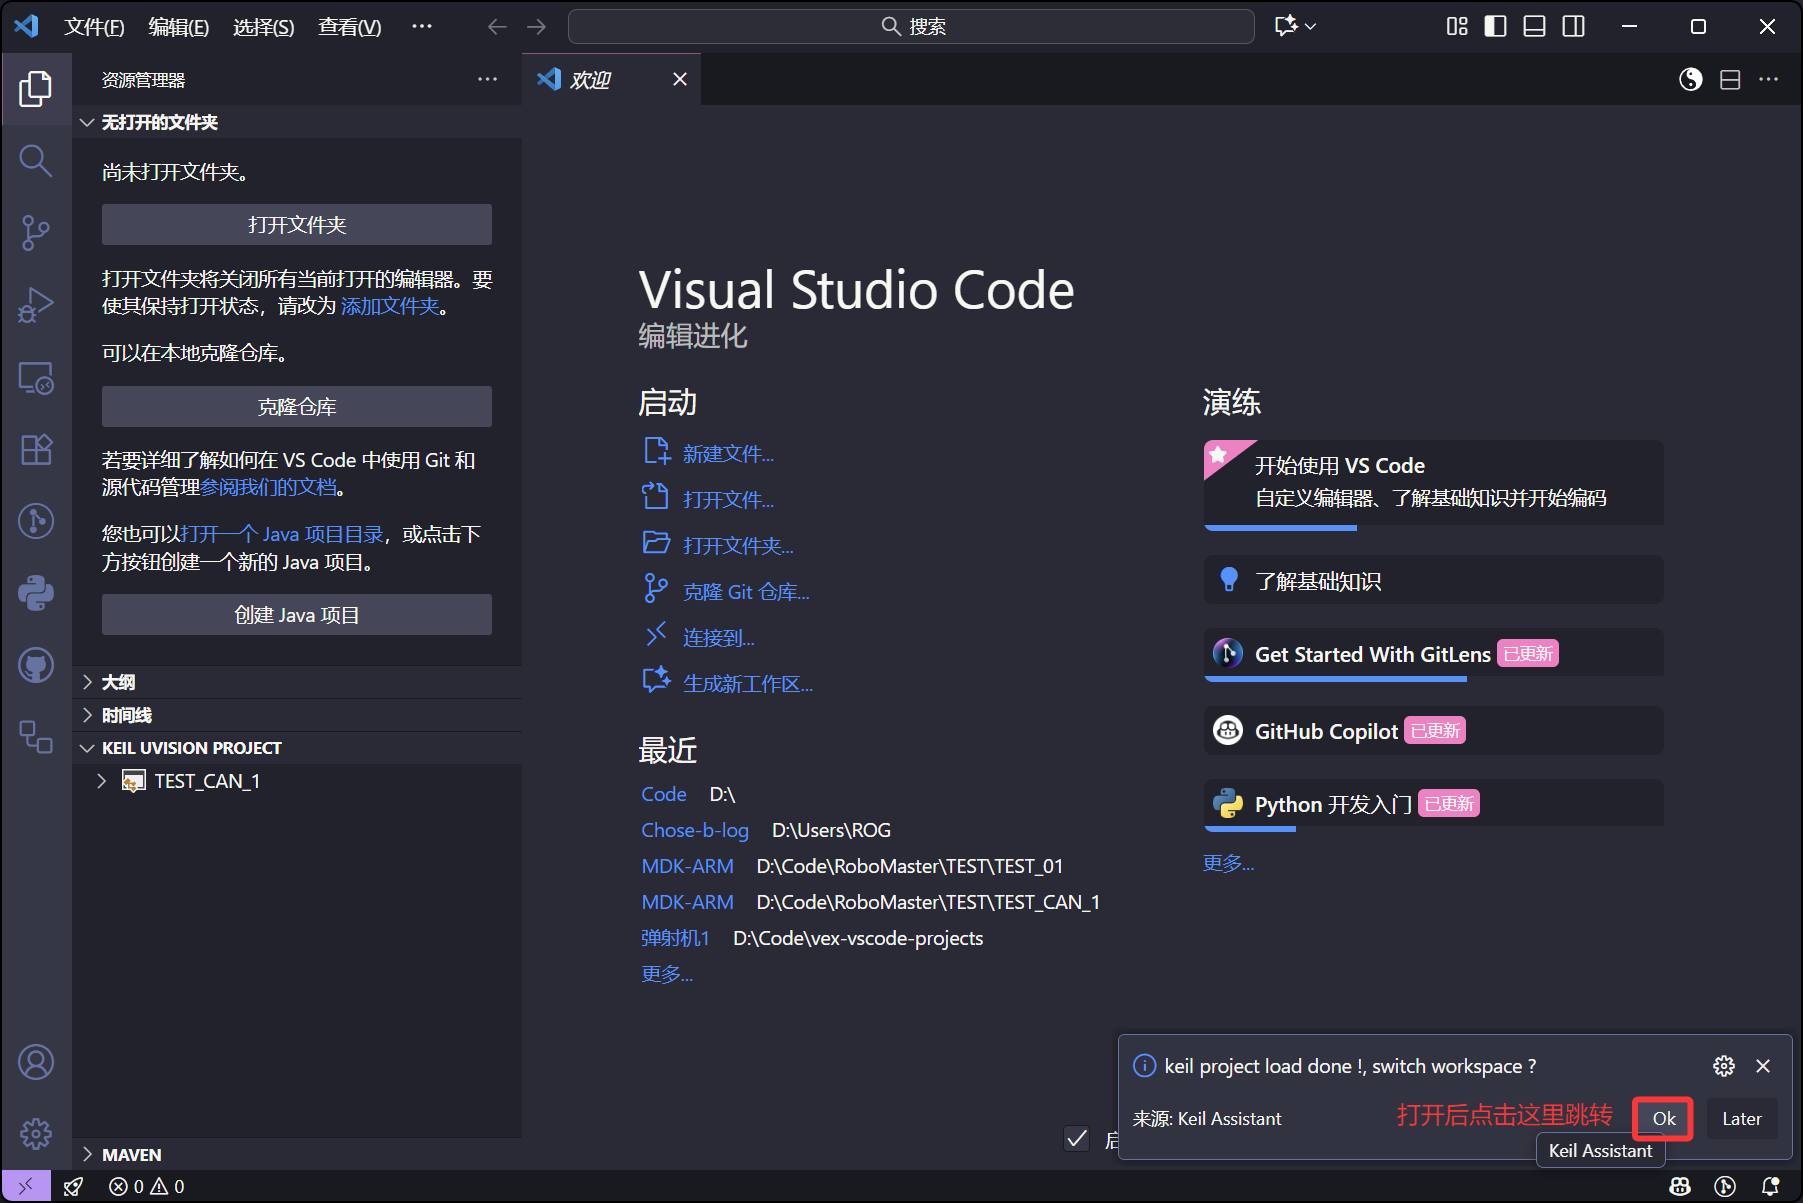 文件(F) 编辑(E) 选择(S) 查看(V) ··· 搜索
资源管理器
欢迎
无打开的文件夹
尚未打开文件夹。
打开文件夹
打开文件夹将关闭所有当前打开的编辑器。要
使其保持打开状态，请改为 添加文件夹。
可以在本地克隆仓库。
克隆仓库
若要详细了解如何在 VS Code 中使用 Git 和
源代码管理参阅我们的文档。
您也可以打开一个 Java 项目目录，或点击下
方按钮创建一个新的 Java 项目。
创建 Java 项目
大纲
时间线
KEIL UVISION PROJECT
TEST_CAN_1
MAVEN
Visual Studio Code
编辑进化
启动
新建文件...
打开文件...
打开文件夹...
克隆 Git 仓库...
连接到...
生成新工作区...
最近
Code D:\
Chose-b-log D:\Users\ROG
MDK-ARM D:\Code\RoboMaster\TEST\TEST_01
MDK-ARM D:\Code\RoboMaster\TEST\TEST_CAN_1
弹射机1 D:\Code\vex-vscode-projects
更多...
演练
开始使用 VS Code
自定义编辑器、了解基础知识并开始编码
了解基础知识
Get Started With GitLens 已更新
GitHub Copilot 已更新
Python 开发入门 已更新
更多...
keil project load done !, switch workspace ?
来源: Keil Assistant
打开后点击这里跳转
Ok
Later
Keil Assistant
0 0